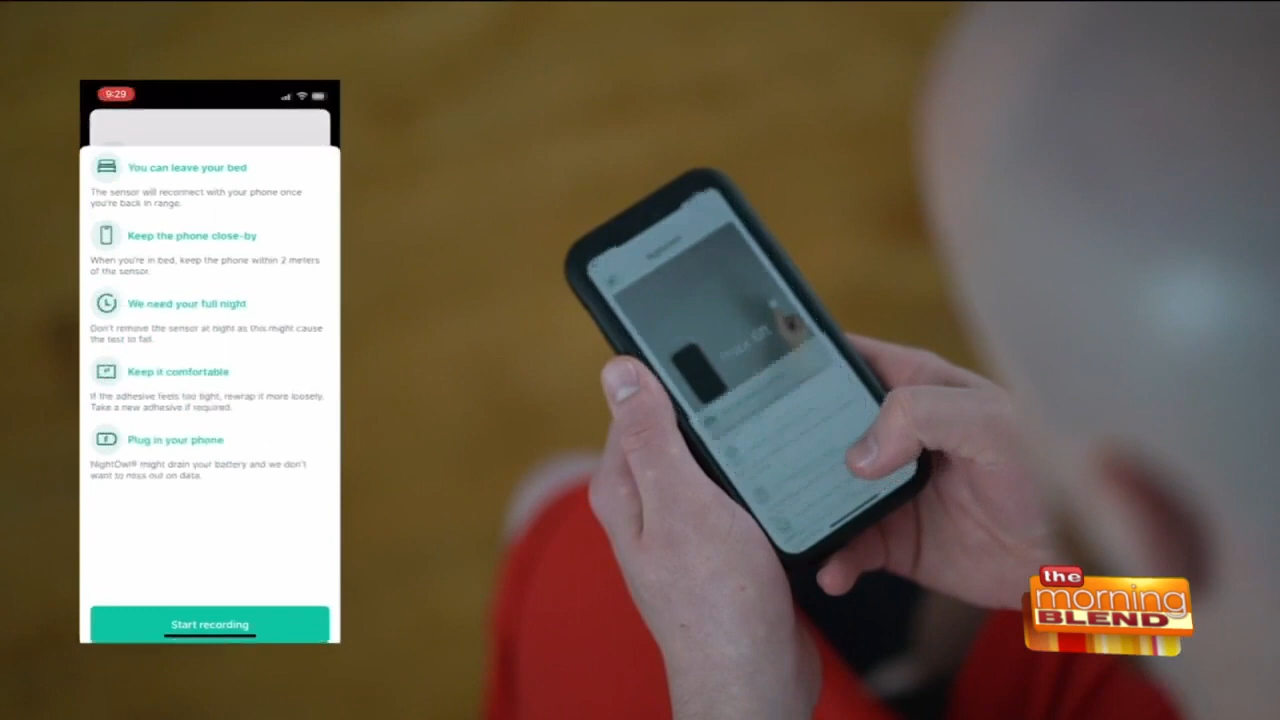 9:29
You can leave your bed
The sensor will reconnect with your phone once
you're back in range.
Keep the phone close-by
When you're in bed, keep the phone within 2 meters
of the sensor.
We need your full night
Don't remove the sensor at night as this might cause
the test to fail.
Keep it comfortable
If the adhesive feels too tight, rewrap it more loosely.
Take a new adhesive if required.
Plug in your phone
NightOwl® might drain your battery and we don't
want to miss out on data.
Start recording
the
morning
BLEND